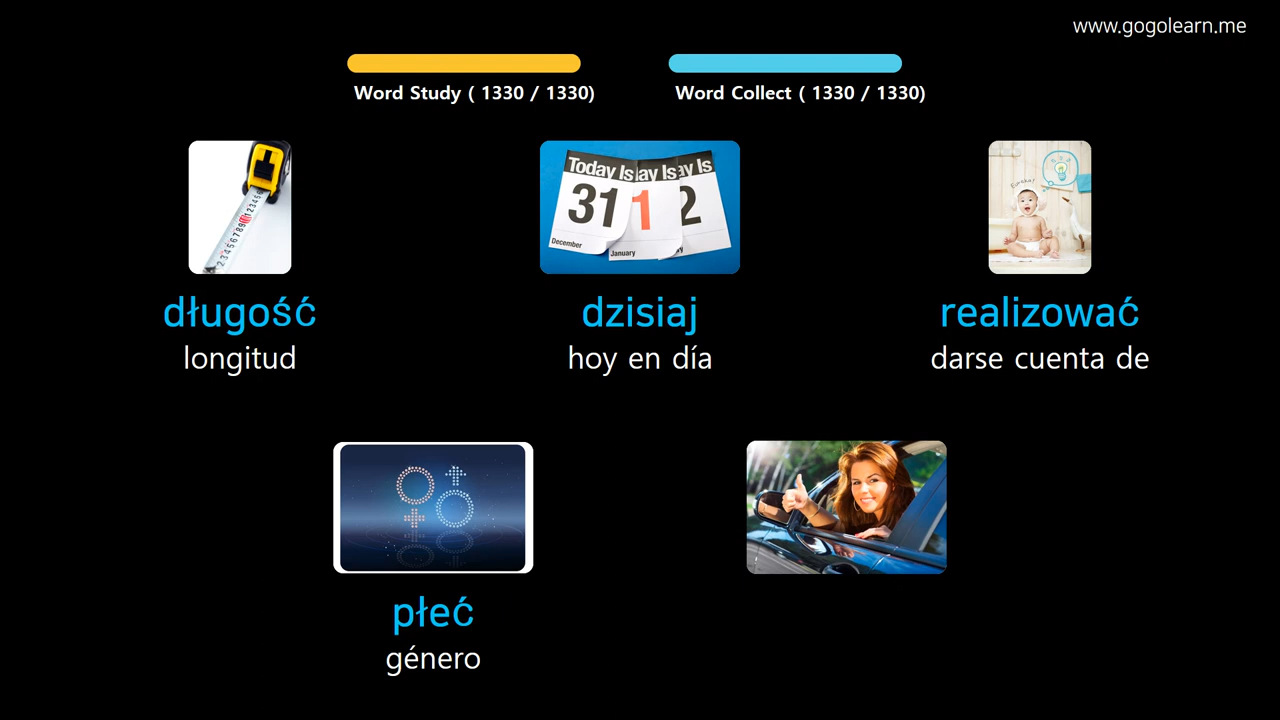 www.gogolearn.me
Word Study ( 1330 / 1330)
Word Collect ( 1330 / 1330)
Today Is
ay Is
ay Is
31
1
2
December
January
Eureka!
długość
longitud
dzisiaj
hoy en día
realizować
darse cuenta de
płeć
género